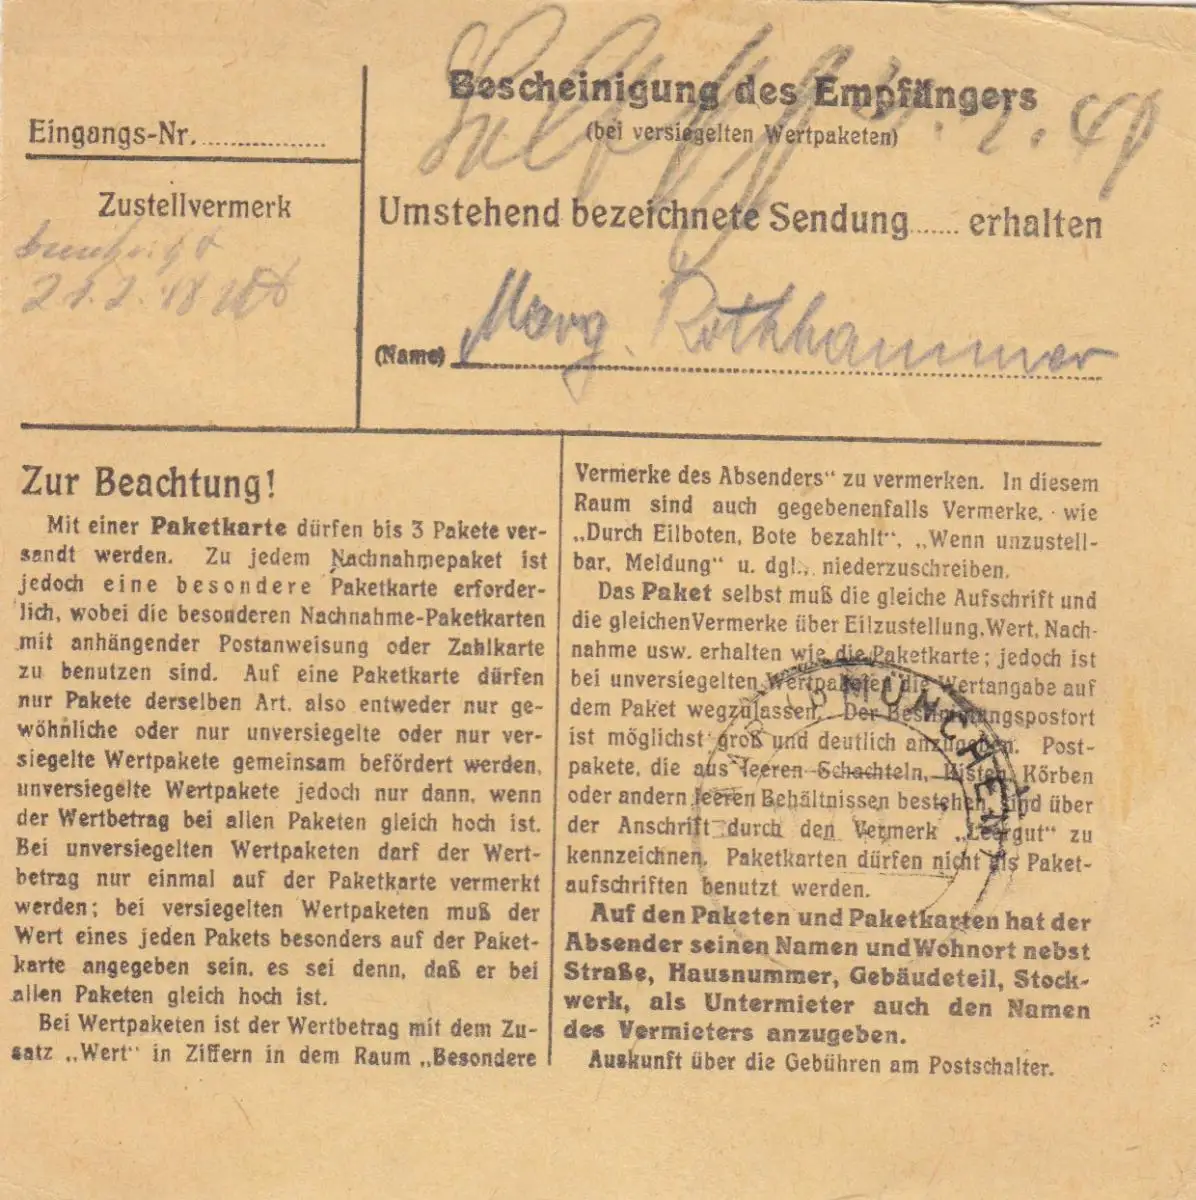 Bescheinigung des Empfängers
(bei versiegelten Wertpaketen)
Eingangs-Nr. ................
Zustellvermerk
Umstehend bezeichnete Sendung...... erhalten
(Name) Marg. Rothhammer
Zur Beachtung!
Mit einer Paketkarte dürfen bis 3 Pakete ver-
sandt werden. Zu jedem Nachnahmepaket ist
jedoch eine besondere Paketkarte erforder-
lich, wobei die besonderen Nachnahme-Paketkarten
mit anhängender Postanweisung oder Zahlkarte
zu benutzen sind. Auf eine Paketkarte dürfen
nur Pakete derselben Art, also entweder nur ge-
wöhnliche oder nur unversiegelte oder nur ver-
siegelte Wertpakete gemeinsam befördert werden,
unversiegelte Wertpakete jedoch nur dann, wenn
der Wertbetrag bei allen Paketen gleich hoch ist.
Bei unversiegelten Wertpaketen darf der Wert-
betrag nur einmal auf der Paketkarte vermerkt
werden; bei versiegelten Wertpaketen muß der
Wert eines jeden Pakets besonders auf der Paket-
karte angegeben sein, es sei denn, daß er bei
allen Paketen gleich hoch ist.
Bei Wertpaketen ist der Wertbetrag mit dem Zu-
satz „Wert" in Ziffern in dem Raum „Besondere
Vermerke des Absenders" zu vermerken. In diesem
Raum sind auch gegebenenfalls Vermerke, wie
„Durch Eilboten, Bote bezahlt", „Wenn unzustell-
bar, Meldung" u. dgl., niederzuschreiben.
Das Paket selbst muß die gleiche Aufschrift und
die gleichen Vermerke über Eilzustellung, Wert, Nach-
nahme usw. erhalten wie die Paketkarte; jedoch ist
bei unversiegelten Wertpaketen die Wertangabe auf
dem Paket wegzulassen. Der Bestimmungspostort
ist möglichst groß und deutlich anzugeben. Post-
pakete, die aus leeren Schachteln, Kisten, Körben
oder andern leeren Behältnissen bestehen, sind über
der Anschrift durch den Vermerk „Leergut" zu
kennzeichnen. Paketkarten dürfen nicht als Paket-
aufschriften benutzt werden.
Auf den Paketen und Paketkarten hat der
Absender seinen Namen und Wohnort nebst
Straße, Hausnummer, Gebäudeteil, Stock-
werk, als Untermieter auch den Namen
des Vermieters anzugeben.
Auskunft über die Gebühren am Postschalter.
MÜNCHEN